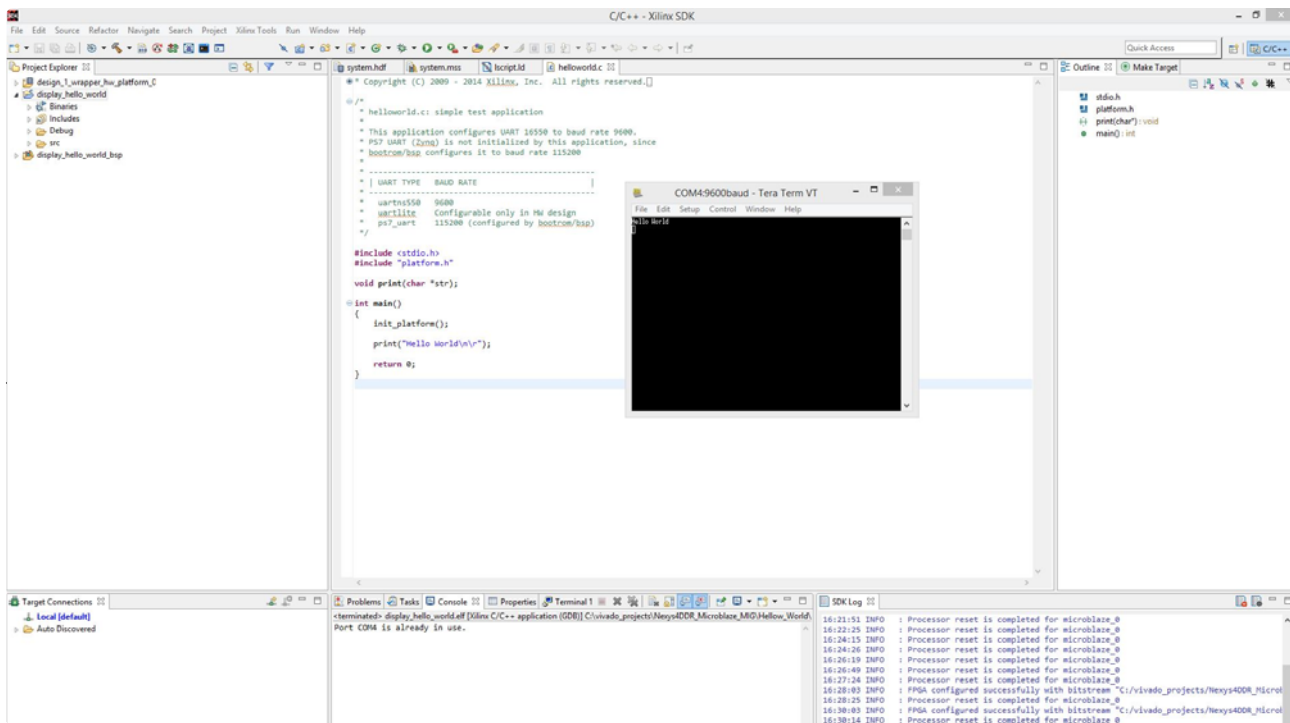 C/C++ - Xilinx SDK
File Edit Source Refactor Navigate Search Project Xilinx Tools Run Window Help
Quick Access
C/C++
Project Explorer
design_1_wrapper_hw_platform_0
display_hello_world
Binaries
Includes
Debug
src
display_hello_world_bsp
system.hdf system.mss lscript.ld helloworld.c
* Copyright (C) 2009 - 2014 Xilinx, Inc. All rights reserved.
/*
* helloworld.c: simple test application
*
* This application configures UART 16550 to baud rate 9600.
* PS7 UART (Zynq) is not initialized by this application, since
* bootrom/bsp configures it to baud rate 115200
*
* ------------------------------------------------
* | UART TYPE BAUD RATE |
* ------------------------------------------------
* uartns550 9600
* uartlite Configurable only in HW design
* ps7_uart 115200 (configured by bootrom/bsp)
*/
#include <stdio.h>
#include "platform.h"
void print(char *str);
int main()
{
init_platform();
print("Hello World\n\r");
return 0;
}
COM4:9600baud - Tera Term VT
File Edit Setup Control Window Help
Hello World
Outline Make Target
stdio.h
platform.h
print(char*) : void
main() : int
Target Connections
Local [default]
Auto Discovered
Problems Tasks Console Properties Terminal 1
<terminated> display_hello_world.elf [Xilinx C/C++ application (GDB)] C:\vivado_projects\Nexys4DDR_Microblaze_MIG\Hellow_World\
Port COM4 is already in use.
SDK Log
16:21:51 INFO : Processor reset is completed for microblaze_0
16:22:25 INFO : Processor reset is completed for microblaze_0
16:24:15 INFO : Processor reset is completed for microblaze_0
16:24:26 INFO : Processor reset is completed for microblaze_0
16:26:19 INFO : Processor reset is completed for microblaze_0
16:26:49 INFO : Processor reset is completed for microblaze_0
16:27:24 INFO : Processor reset is completed for microblaze_0
16:28:03 INFO : FPGA configured successfully with bitstream "C:/vivado_projects/Nexys4DDR_Microb
16:28:25 INFO : Processor reset is completed for microblaze_0
16:30:03 INFO : FPGA configured successfully with bitstream "C:/vivado_projects/Nexys4DDR_Microb
16:30:14 INFO : Processor reset is completed for microblaze_0